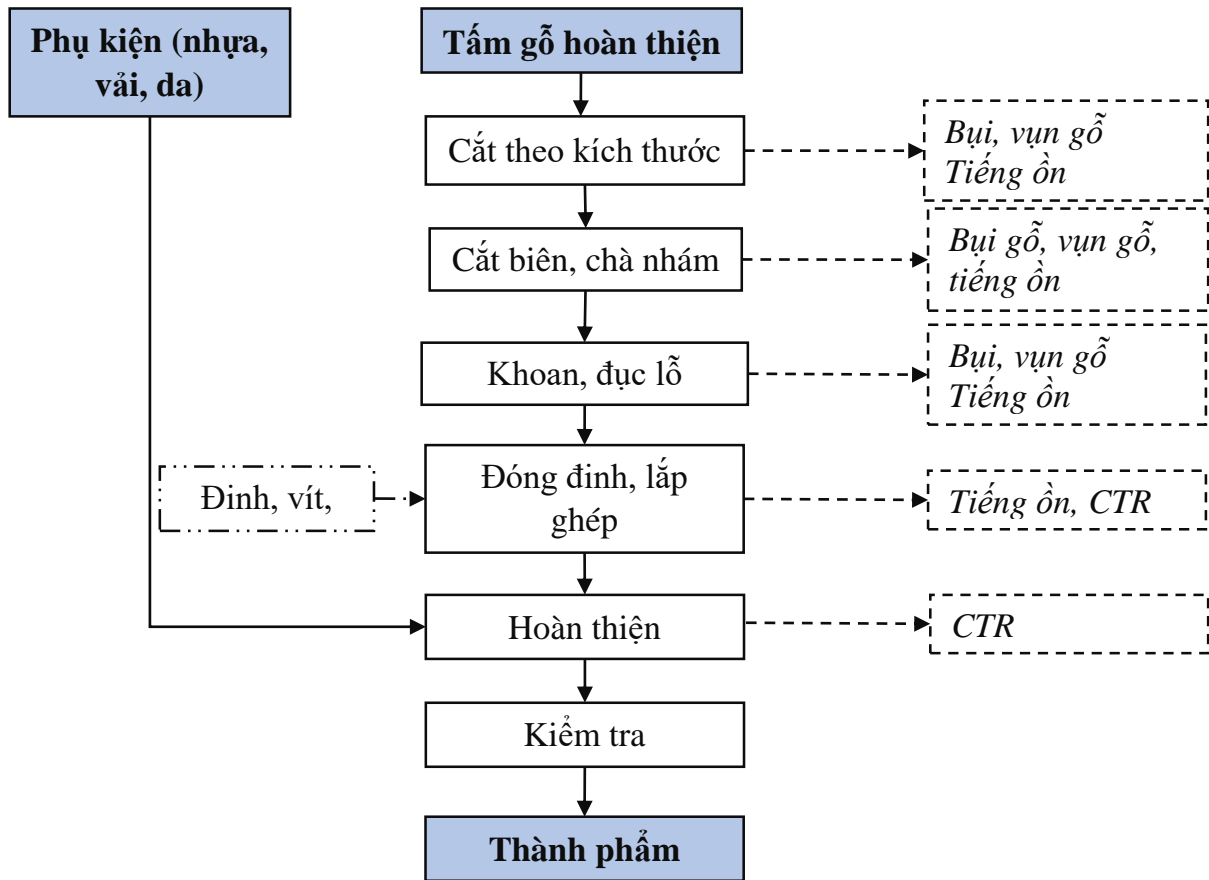 Phụ kiện (nhựa,
vải, da)
Tấm gỗ hoàn thiện
Cắt theo kích thước
Bụi, vụn gỗ
Tiếng ồn
Cắt biên, chà nhám
Bụi gỗ, vụn gỗ,
tiếng ồn
Khoan, đục lỗ
Bụi, vụn gỗ
Tiếng ồn
Đinh, vít,
Đóng đinh, lắp
ghép
Tiếng ồn, CTR
Hoàn thiện
CTR
Kiểm tra
Thành phẩm